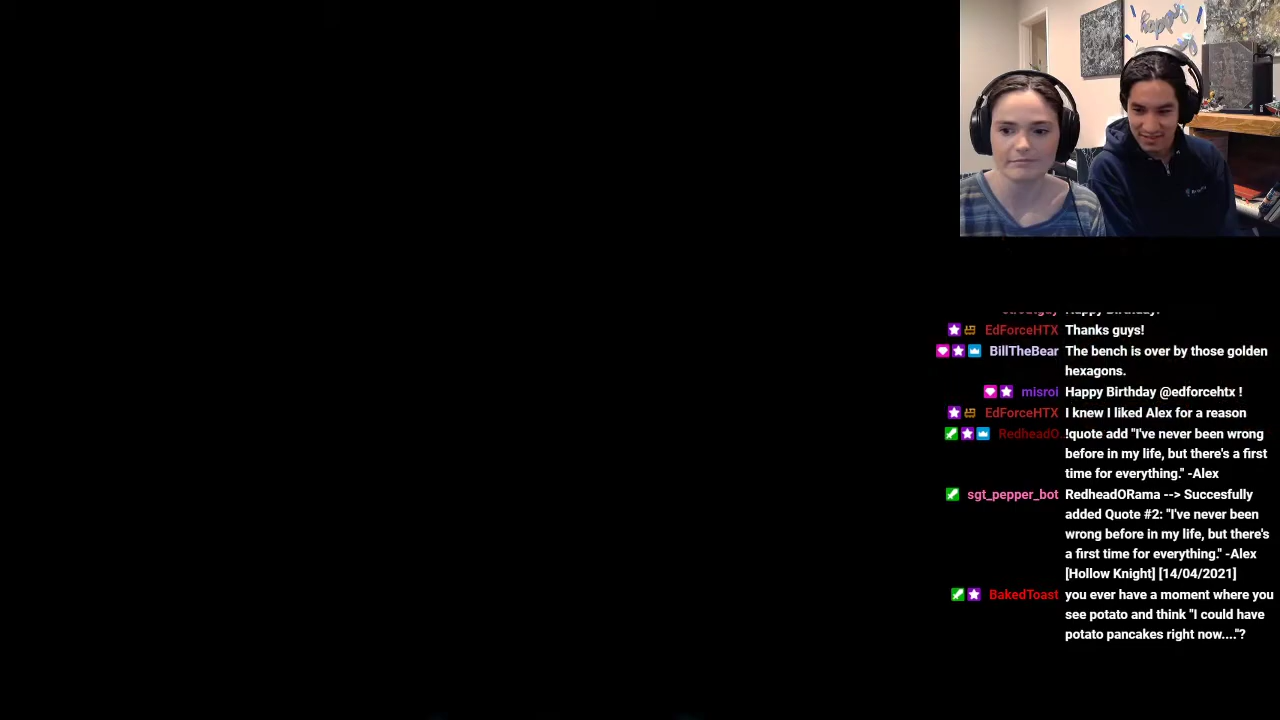 Happy Birthday!
EdForceHTX Thanks guys!
BillTheBear The bench is over by those golden
hexagons.
misroi Happy Birthday @edforcehtx !
EdForceHTX I knew I liked Alex for a reason
RedheadO... !quote add "I've never been wrong
before in my life, but there's a first
time for everything." -Alex
sgt_pepper_bot RedheadORama --> Succesfully
added Quote #2: "I've never been
wrong before in my life, but there's
a first time for everything." -Alex
[Hollow Knight] [14/04/2021]
BakedToast you ever have a moment where you
see potato and think "I could have
potato pancakes right now...."?